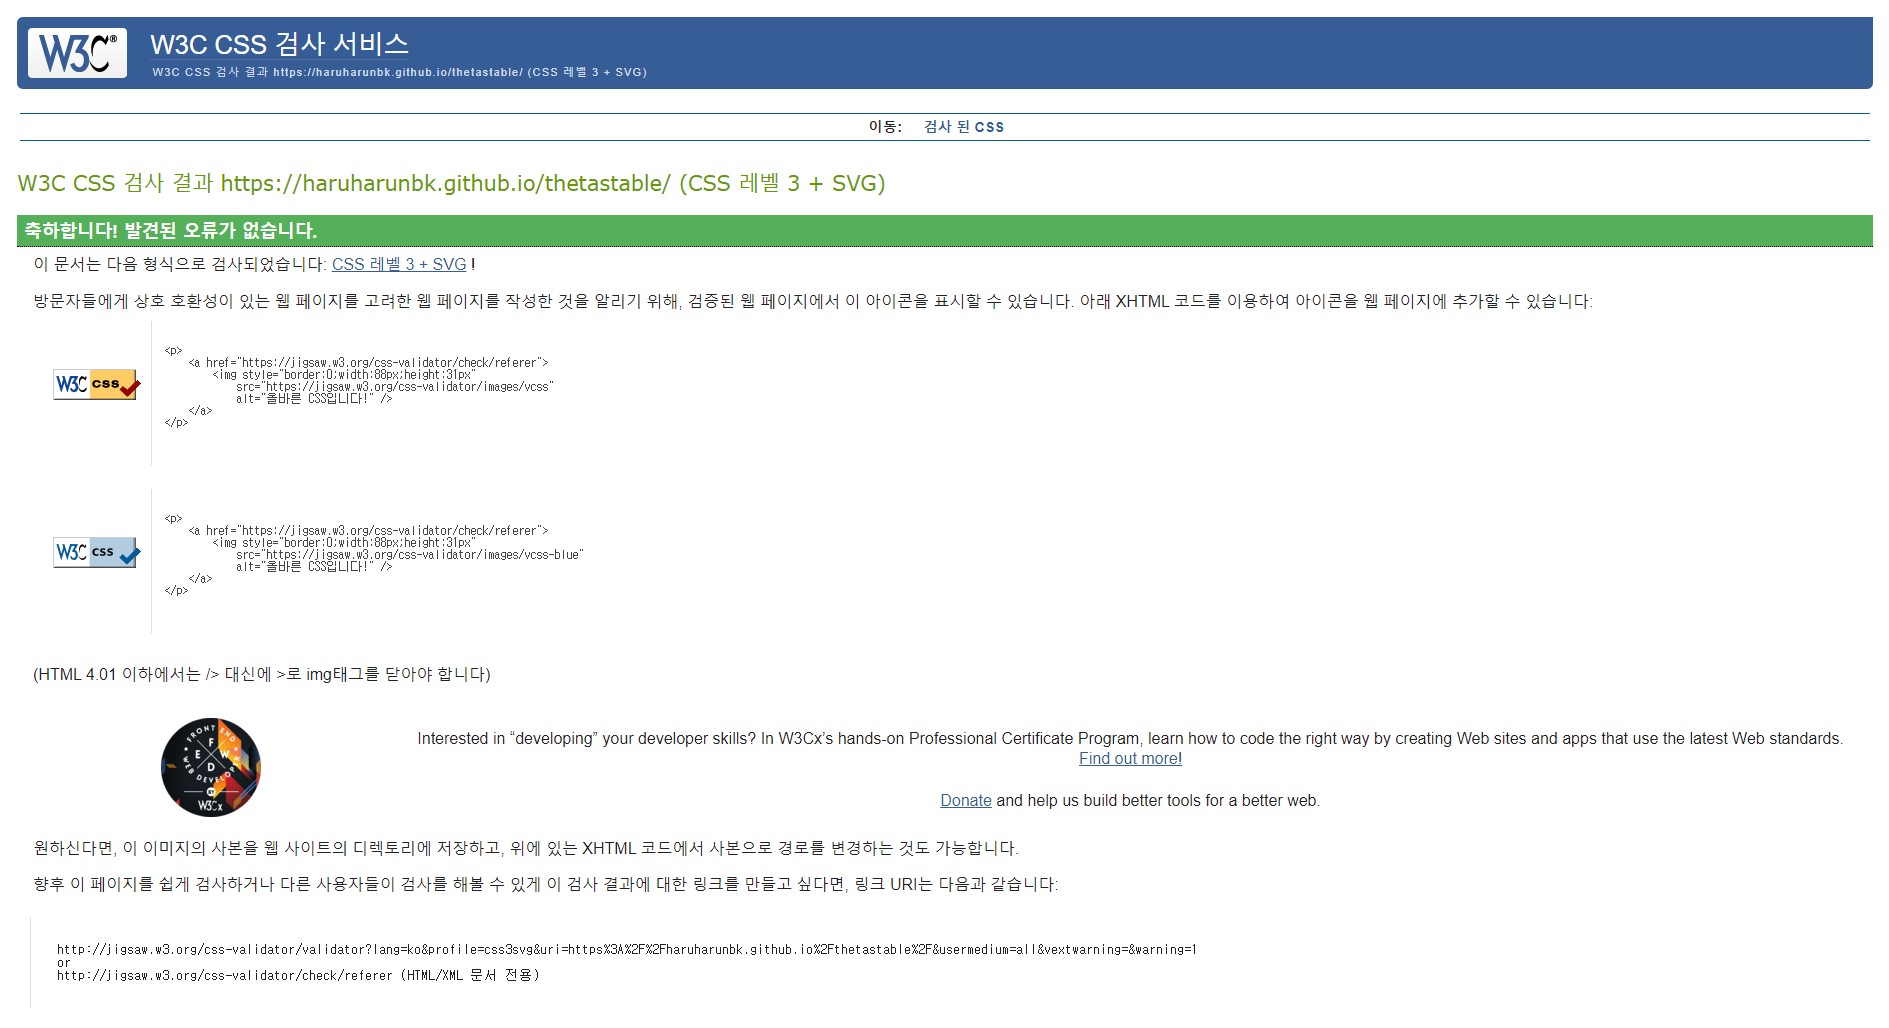 W3C®
W3C CSS 검사 서비스
W3C CSS 검사 결과 https://haruharunbk.github.io/thetastable/ (CSS 레벨 3 + SVG)
이동: 검사 된 CSS
W3C CSS 검사 결과 https://haruharunbk.github.io/thetastable/ (CSS 레벨 3 + SVG)
축하합니다! 발견된 오류가 없습니다.
이 문서는 다음 형식으로 검사되었습니다: CSS 레벨 3 + SVG !
방문자들에게 상호 호환성이 있는 웹 페이지를 고려한 웹 페이지를 작성한 것을 알리기 위해, 검증된 웹 페이지에서 이 아이콘을 표시할 수 있습니다. 아래 XHTML 코드를 이용하여 아이콘을 웹 페이지에 추가할 수 있습니다:
W3C css
<p>
<a href="https://jigsaw.w3.org/css-validator/check/referer">
<img style="border:0;width:88px;height:31px"
src="https://jigsaw.w3.org/css-validator/images/vcss"
alt="올바른 CSS입니다!" />
</a>
</p>
W3C css
<p>
<a href="https://jigsaw.w3.org/css-validator/check/referer">
<img style="border:0;width:88px;height:31px"
src="https://jigsaw.w3.org/css-validator/images/vcss-blue"
alt="올바른 CSS입니다!" />
</a>
</p>
(HTML 4.01 이하에서는 /> 대신에 >로 img태그를 닫아야 합니다)
FRONT END
F E W D
WEB DEVELOPER
BY
W3Cx
Interested in “developing” your developer skills? In W3Cx’s hands-on Professional Certificate Program, learn how to code the right way by creating Web sites and apps that use the latest Web standards.
Find out more!
Donate and help us build better tools for a better web.
원하신다면, 이 이미지의 사본을 웹 사이트의 디렉토리에 저장하고, 위에 있는 XHTML 코드에서 사본으로 경로를 변경하는 것도 가능합니다.
향후 이 페이지를 쉽게 검사하거나 다른 사용자들이 검사를 해볼 수 있게 이 검사 결과에 대한 링크를 만들고 싶다면, 링크 URI는 다음과 같습니다:
http://jigsaw.w3.org/css-validator/validator?lang=ko&profile=css3svg&uri=https%3A%2F%2Fharuharunbk.github.io%2Fthetastable%2F&usermedium=all&vextwarning=&warning=1
or
http://jigsaw.w3.org/css-validator/check/referer (HTML/XML 문서 전용)